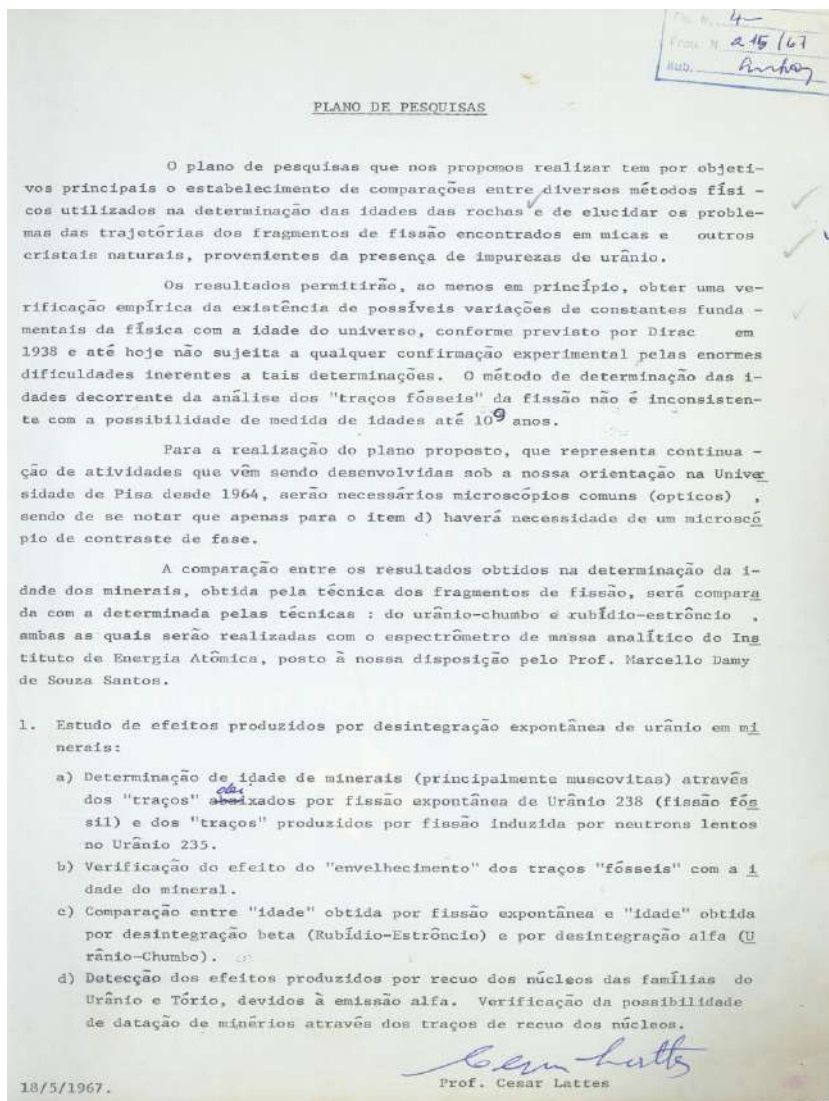 Fls. N. 4
Proc. N. 215/67
Rub.
PLANO DE PESQUISAS
O plano de pesquisas que nos propomos realizar tem por objeti-
vos principais o estabelecimento de comparações entre diversos métodos físi -
cos utilizados na determinação das idades das rochas e de elucidar os proble-
mas das trajetórias dos fragmentos de fissão encontrados em micas e outros
cristais naturais, provenientes da presença de impurezas de urânio.
Os resultados permitirão, ao menos em princípio, obter uma ve-
rificação empírica da existência de possíveis variações de constantes funda -
mentais da física com a idade do universo, conforme previsto por Dirac em
1938 e até hoje não sujeita a qualquer confirmação experimental pelas enormes
dificuldades inerentes a tais determinações. O método de determinação das i-
dades decorrente da análise dos "traços fósseis" da fissão não é inconsisten-
te com a possibilidade de medida de idades até 10⁹ anos.
Para a realização do plano proposto, que representa continua -
ção de atividades que vêm sendo desenvolvidas sob a nossa orientação na Univer
sidade de Pisa desde 1964, serão necessários microscópios comuns (opticos) ,
sendo de se notar que apenas para o item d) haverá necessidade de um microscó
pio de contraste de fase.
A comparação entre os resultados obtidos na determinação da i-
dade dos minerais, obtida pela técnica dos fragmentos de fissão, será compara
da com a determinada pelas técnicas : do urânio-chumbo e rubídio-estrôncio ,
ambas as quais serão realizadas com o espectrômetro de massa analítico do Ins
tituto de Energia Atômica, posto à nossa disposição pelo Prof. Marcello Damy
de Souza Santos.
1. Estudo de efeitos produzidos por desintegração expontânea de urânio em mi
nerais:
a) Determinação de idade de minerais (principalmente muscovitas) através
dos "traços" deixados por fissão expontânea de Urânio 238 (fissão fós
sil) e dos "traços" produzidos por fissão induzida por neutrons lentos
no Urânio 235.
b) Verificação do efeito do "envelhecimento" dos traços "fósseis" com a i
dade do mineral.
c) Comparação entre "idade" obtida por fissão expontânea e "idade" obtida
por desintegração beta (Rubídio-Estrôncio) e por desintegração alfa (U
rânio-Chumbo).
d) Detecção dos efeitos produzidos por recuo dos núcleos das famílias do
Urânio e Tório, devidos à emissão alfa. Verificação da possibilidade
de datação de minérios através dos traços de recuo dos núcleos.
Cesar Lattes
18/5/1967.
Prof. Cesar Lattes